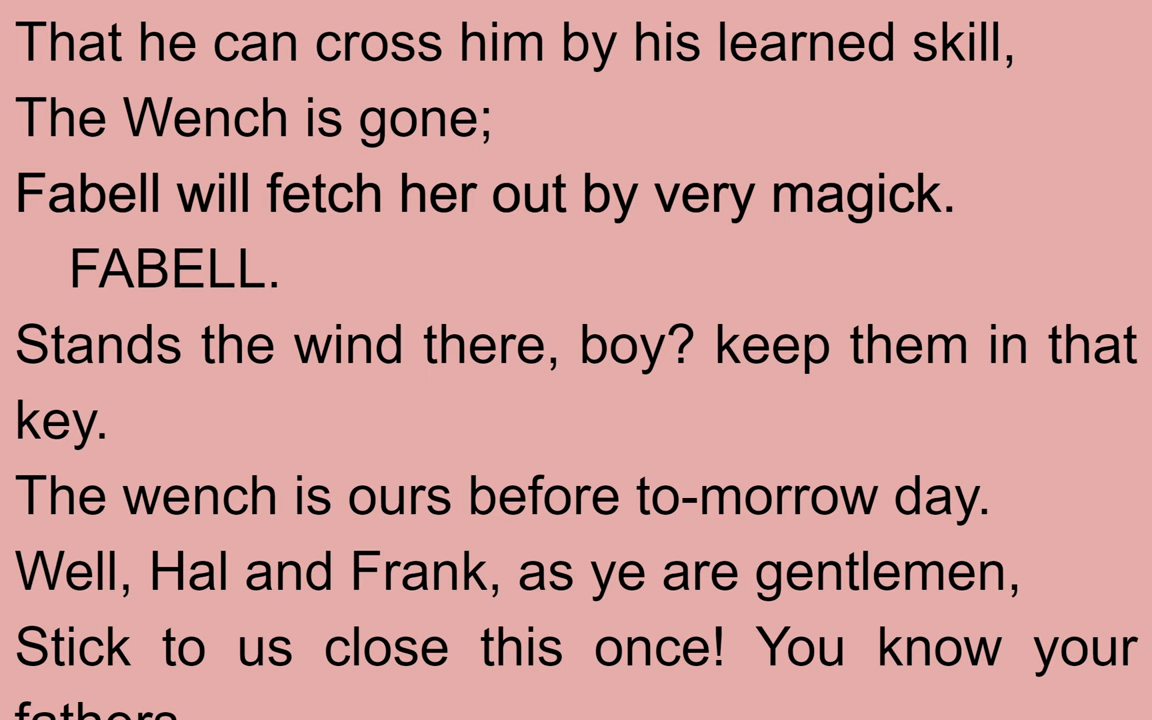 That he can cross him by his learned skill,
The Wench is gone;
Fabell will fetch her out by very magick.
FABELL.
Stands the wind there, boy? keep them in that
key.
The wench is ours before to-morrow day.
Well, Hal and Frank, as ye are gentlemen,
Stick to us close this once! You know your
fathers